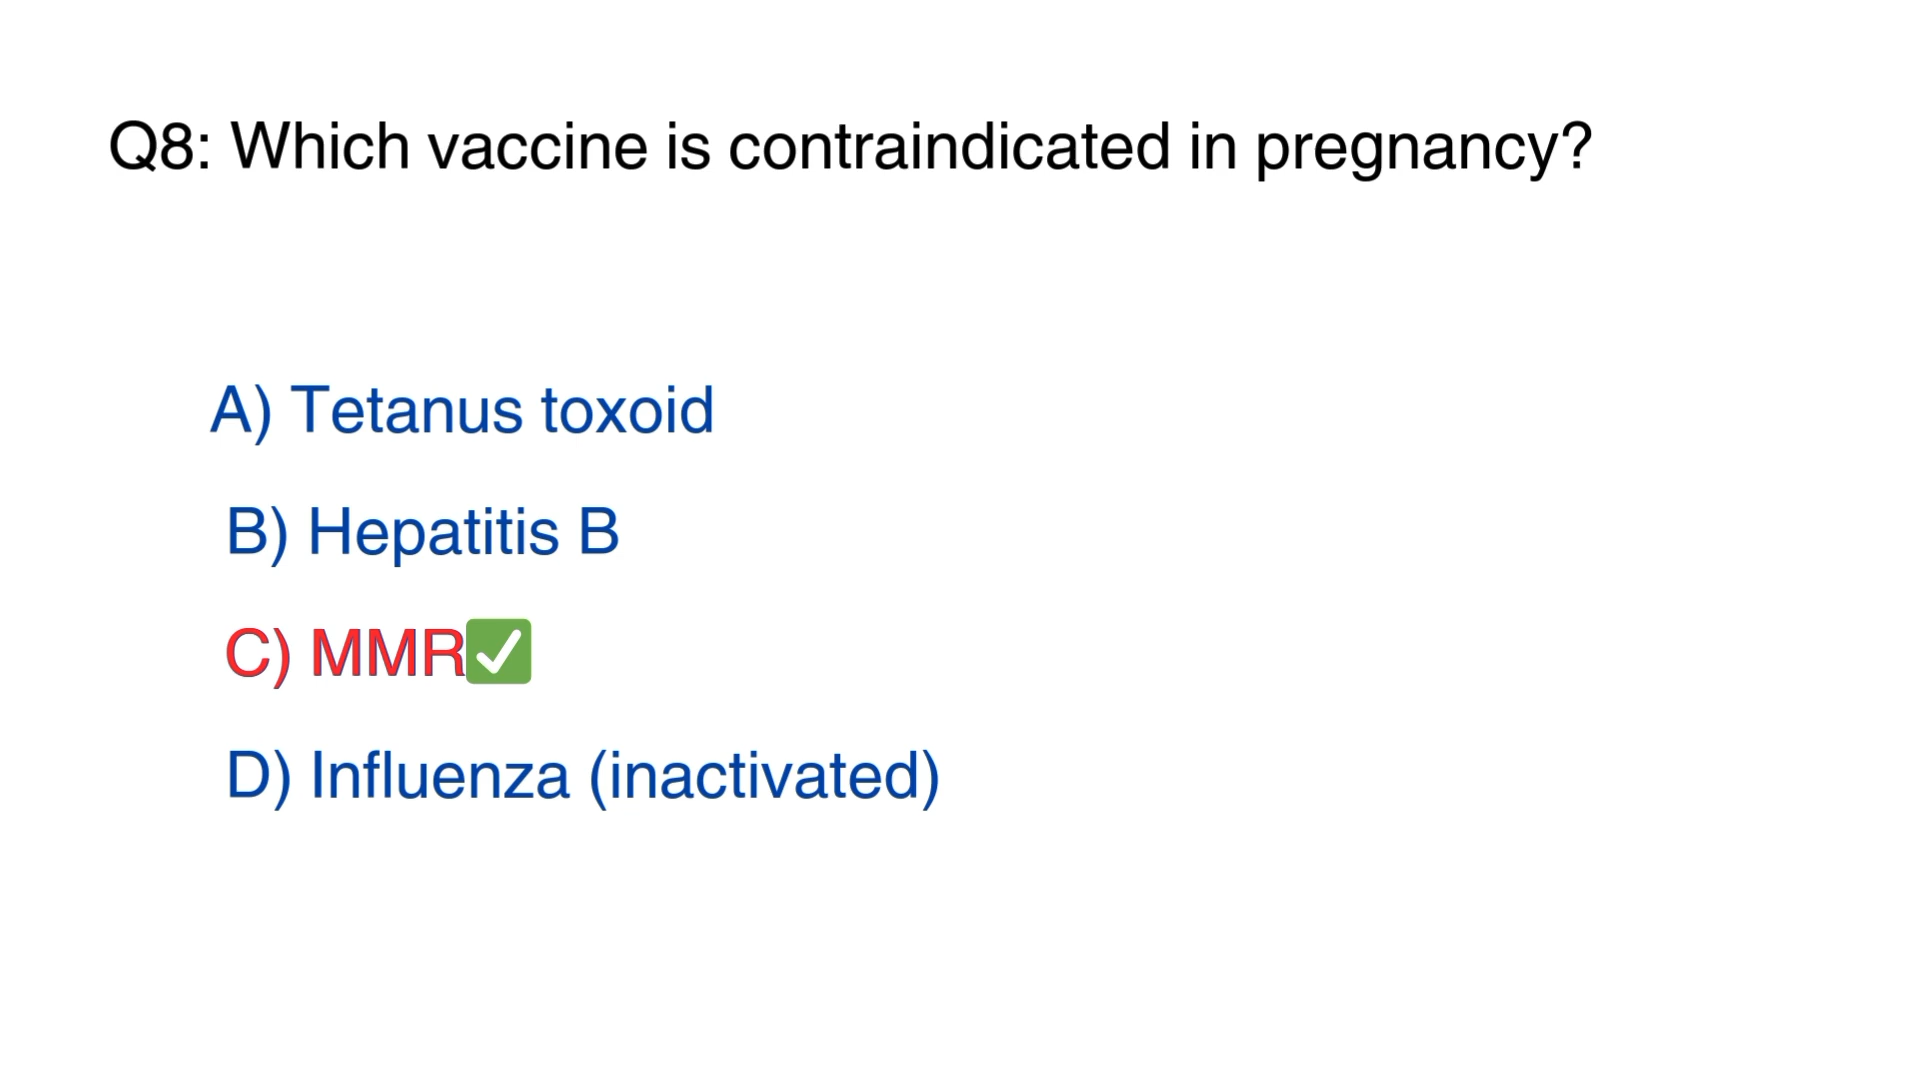 Q8: Which vaccine is contraindicated in pregnancy?
A) Tetanus toxoid
B) Hepatitis B
C) MMR✅
D) Influenza (inactivated)